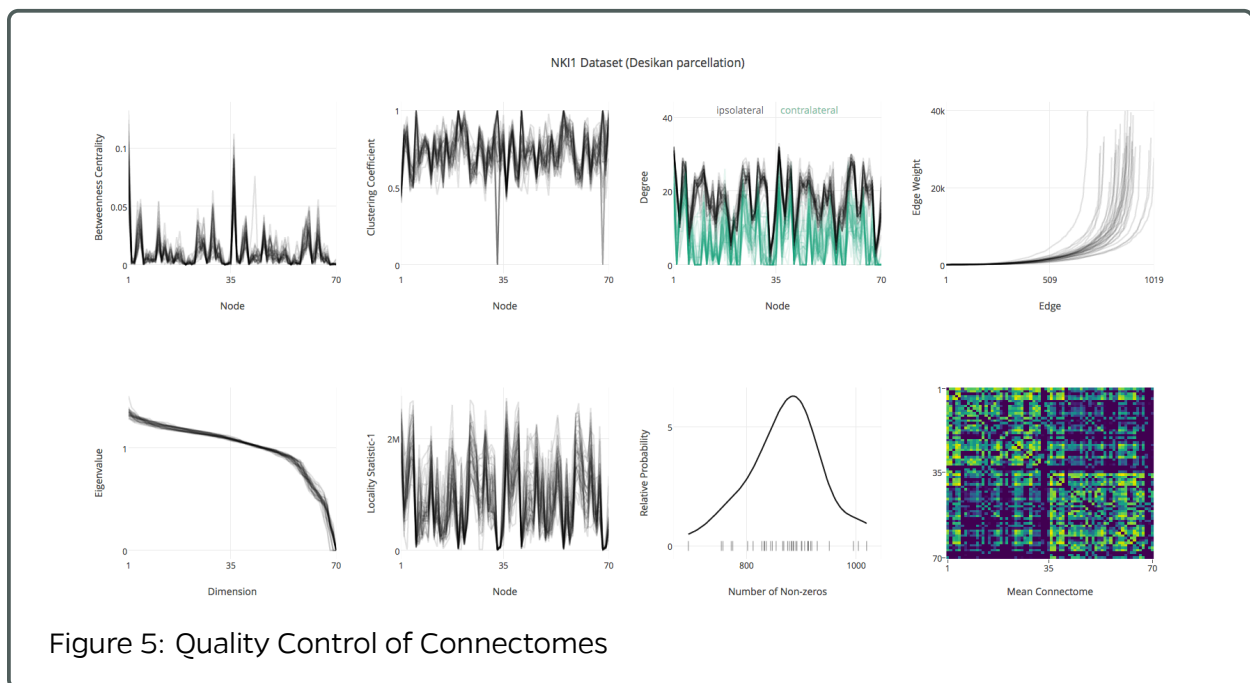 NKI1 Dataset (Desikan parcellation)
Betweenness Centrality
0.1
0.05
0
1
35
70
Node
Clustering Coefficient
1
0.5
0
1
35
70
Node
ipsolateral contralateral
Degree
40
20
0
1
35
70
Node
Edge Weight
40k
20k
0
1
509
1019
Edge
Eigenvalue
1
0
1
35
70
Dimension
Locality Statistic-1
2M
0
1
35
70
Node
Relative Probability
5
0
800
1000
Number of Non-zeros
1
35
70
1
35
70
Mean Connectome
Figure 5: Quality Control of Connectomes